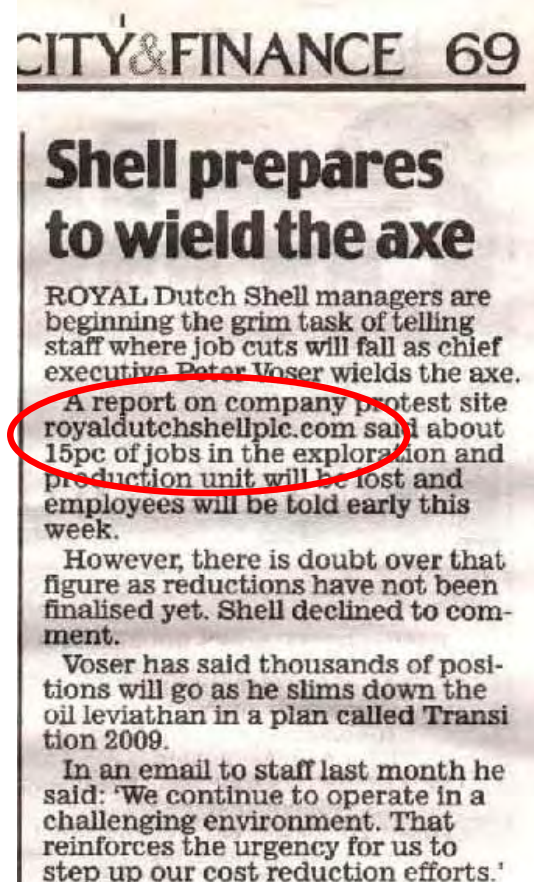 CITY&FINANCE 69
Shell prepares
to wield the axe
ROYAL Dutch Shell managers are
beginning the grim task of telling
staff where job cuts will fall as chief
executive Peter Voser wields the axe.
A report on company protest site
royaldutchshellplc.com said about
15pc of jobs in the exploration and
production unit will be lost and
employees will be told early this
week.
However, there is doubt over that
figure as reductions have not been
finalised yet. Shell declined to com-
ment.
Voser has said thousands of posi-
tions will go as he slims down the
oil leviathan in a plan called Transi
tion 2009.
In an email to staff last month he
said: 'We continue to operate in a
challenging environment. That
reinforces the urgency for us to
step up our cost reduction efforts.'